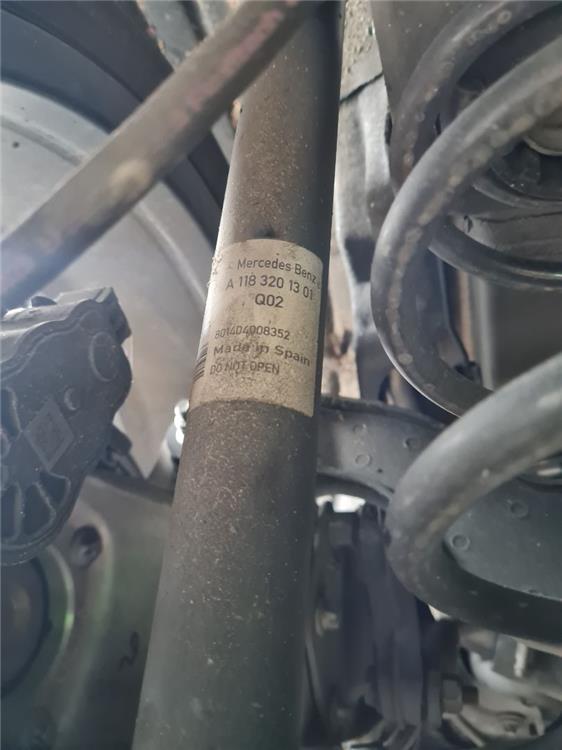 Mercedes Benz
A 118 320 13 01
Q02
801404008352
Made in Spain
DO NOT OPEN